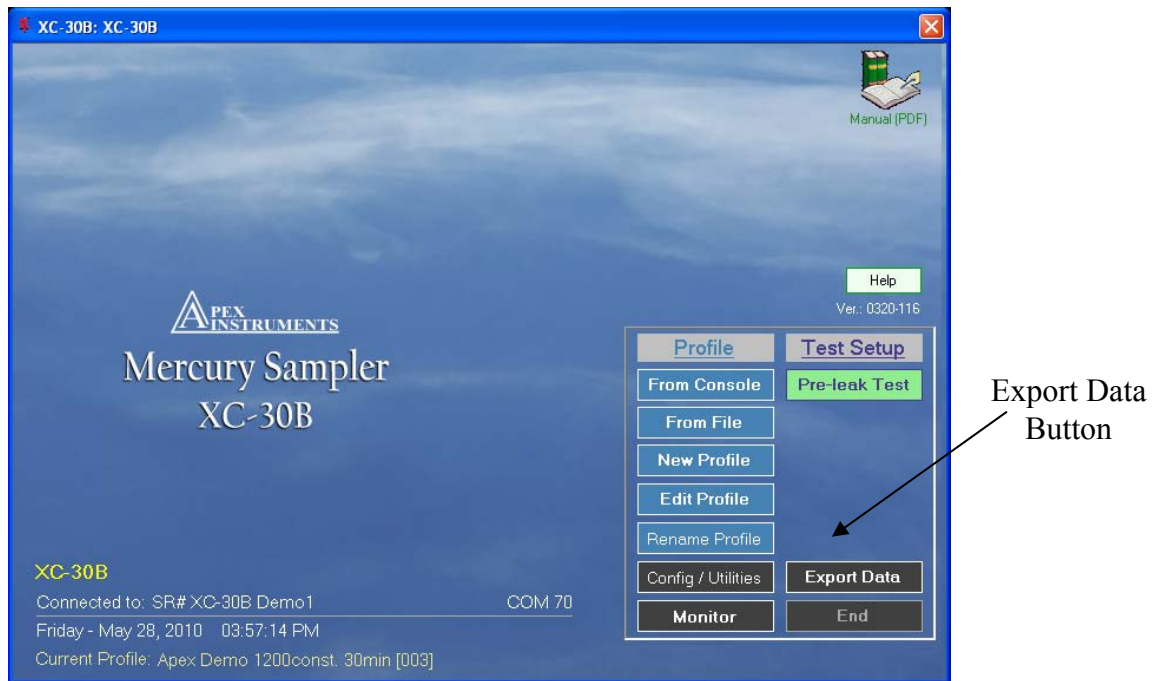 XC-30B: XC-30B
Manual (PDF)
Help
Ver.: 0320-116
APEX
INSTRUMENTS
Mercury Sampler
XC-30B
Profile
Test Setup
From Console
Pre-leak Test
From File
New Profile
Edit Profile
Rename Profile
Config / Utilities
Export Data
Monitor
End
Export Data
Button
XC-30B
Connected to: SR# XC-30B Demo1
COM 70
Friday - May 28, 2010 03:57:14 PM
Current Profile: Apex Demo 1200const. 30min [003]